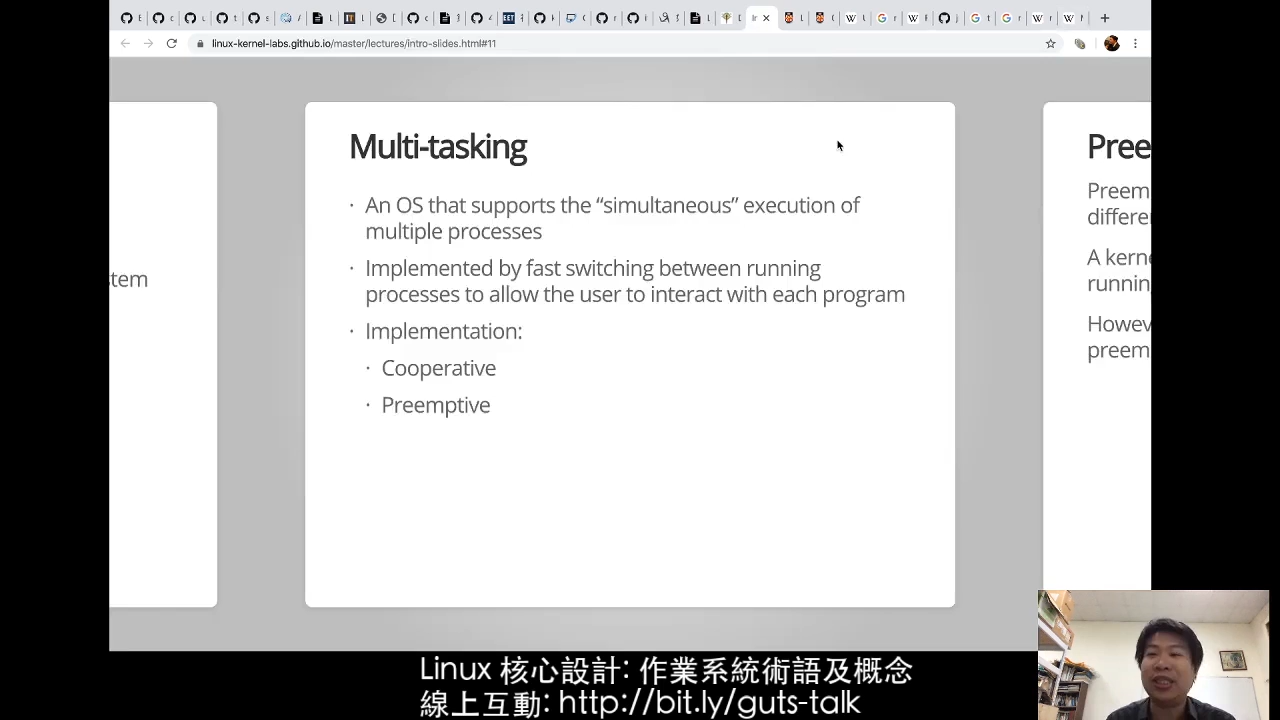 linux-kernel-labs.github.io/master/lectures/intro-slides.html#11
stem
Multi-tasking
· An OS that supports the “simultaneous” execution of
multiple processes
· Implemented by fast switching between running
processes to allow the user to interact with each program
· Implementation:
· Cooperative
· Preemptive
Pree
Preem
differe
A kerne
runnin
Howev
preem
Linux 核心設計: 作業系統術語及概念
線上互動: http://bit.ly/guts-talk